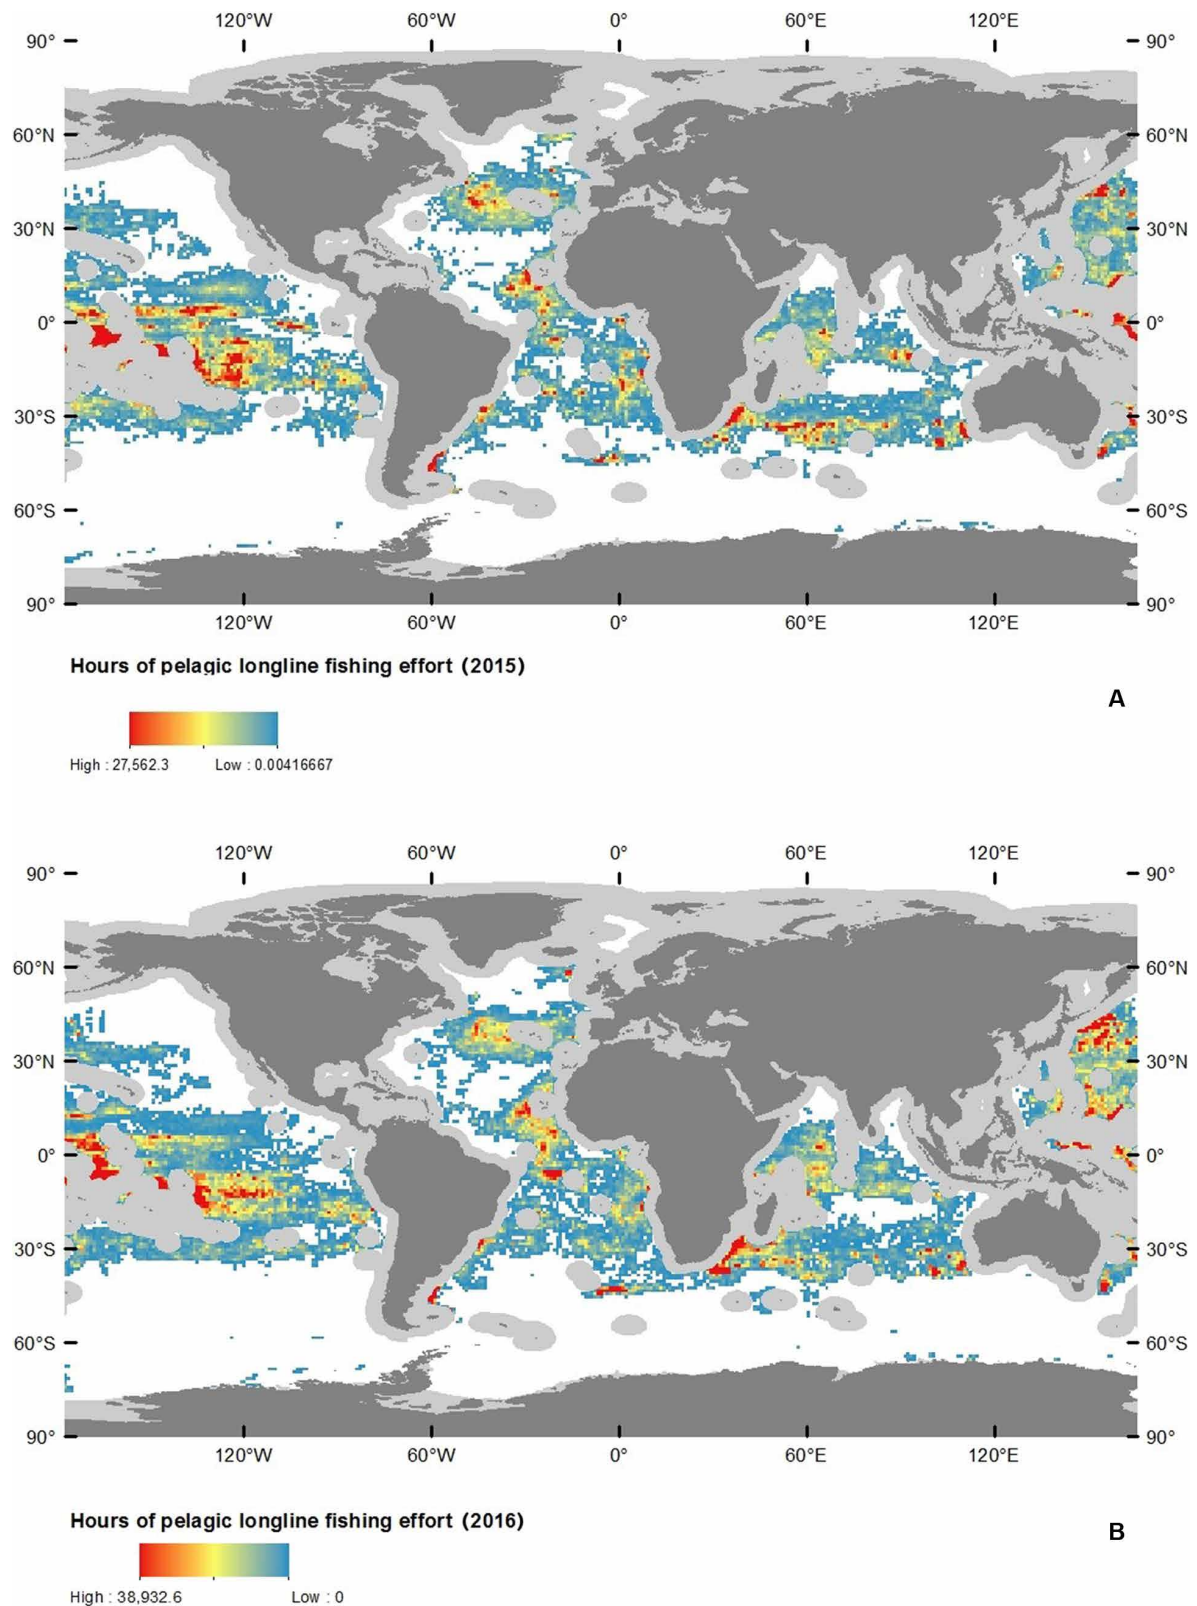 120°W 60°W 0° 60°E 120°E
90° 90°
60°N 60°N
30°N 30°N
0° 0°
30°S 30°S
60°S 60°S
90° 90°
120°W 60°W 0° 60°E 120°E
Hours of pelagic longline fishing effort (2015)
A
High : 27,562.3 Low : 0.00416667
120°W 60°W 0° 60°E 120°E
90° 90°
60°N 60°N
30°N 30°N
0° 0°
30°S 30°S
60°S 60°S
90° 90°
120°W 60°W 0° 60°E 120°E
Hours of pelagic longline fishing effort (2016)
B
High : 38,932.6 Low : 0